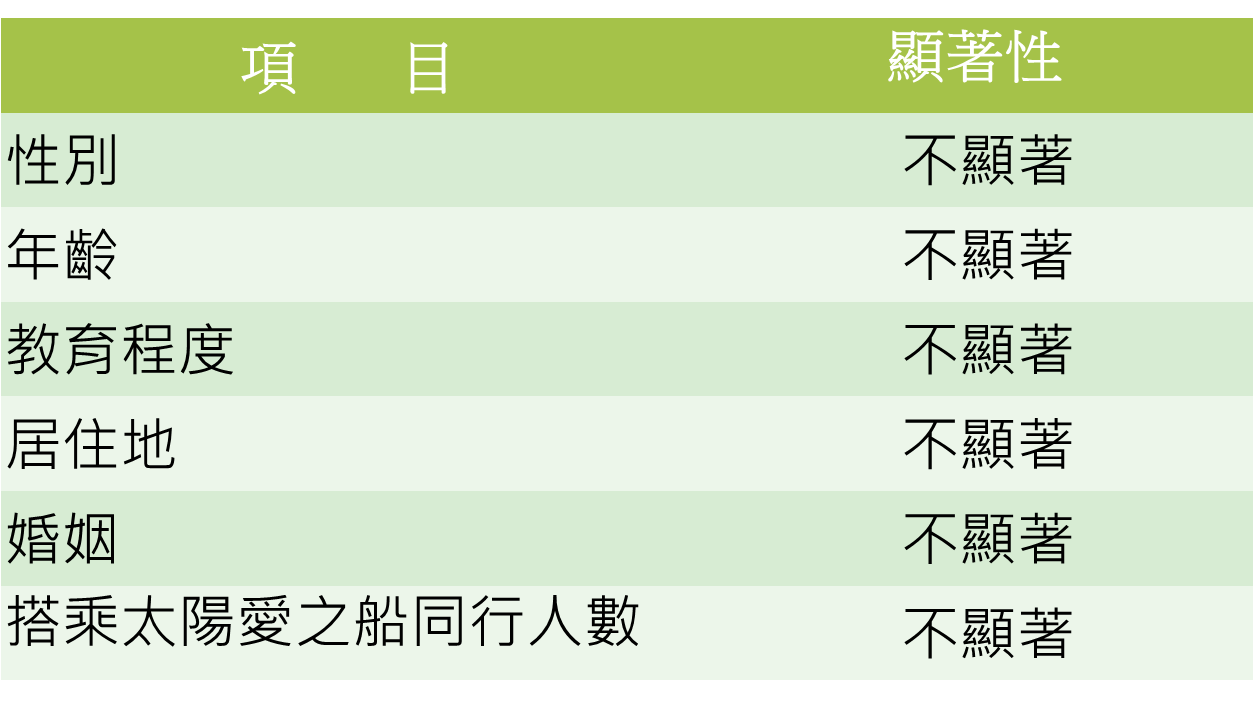 項　　目　顯著性
性別　不顯著
年齡　不顯著
教育程度　不顯著
居住地　不顯著
婚姻　不顯著
搭乘太陽愛之船同行人數　不顯著